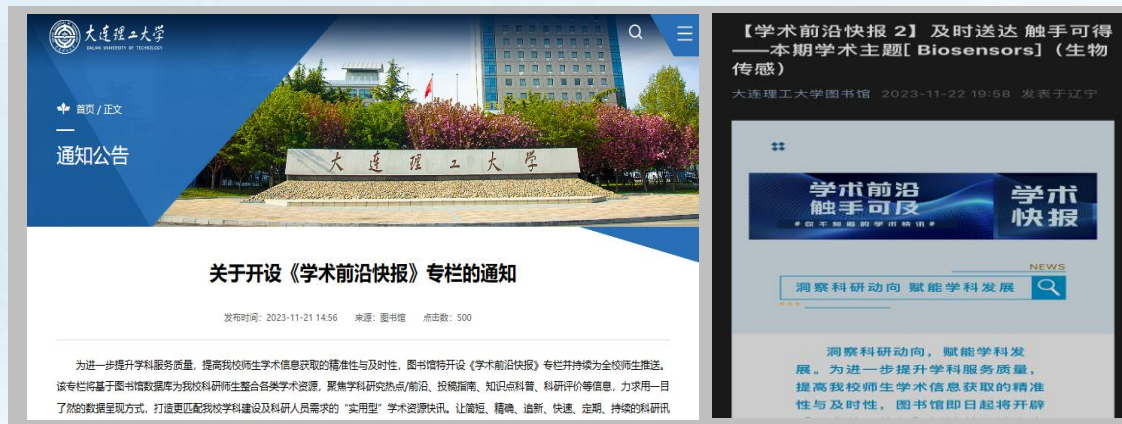 大连理工大学
DALIAN UNIVERSITY OF TECHNOLOGY
首页 / 正文
通知公告
大连理工大学
关于开设《学术前沿快报》专栏的通知
发布时间：2023-11-21 14:56 来源：图书馆 点击数：500
为进一步提升学科服务质量，提高我校师生学术信息获取的精准性与及时性，图书馆特开设《学术前沿快报》专栏并持续为全校师生推送。
该专栏将基于图书馆数据库为我校科研师生整合各类学术资源，聚焦学科研究热点/前沿、投稿指南、知识点科普、科研评价等信息，力求用一目
了然的数据呈现方式，打造更匹配我校学科建设及科研人员需求的“实用型”学术资源快讯。让简短、精确、追新、快速、定期、持续的科研讯
【学术前沿快报 2】及时送达 触手可得
——本期学术主题[ Biosensors]（生物
传感）
大连理工大学图书馆 2023-11-22 19:58 发表于辽宁
学术前沿
触手可及
#你不知道的学术快讯#
学术
快报
NEWS
洞察科研动向 赋能学科发展
洞察科研动向，赋能学科发
展。为进一步提升学科服务质量，
提高我校师生学术信息获取的精准
性与及时性，图书馆即日起将开辟